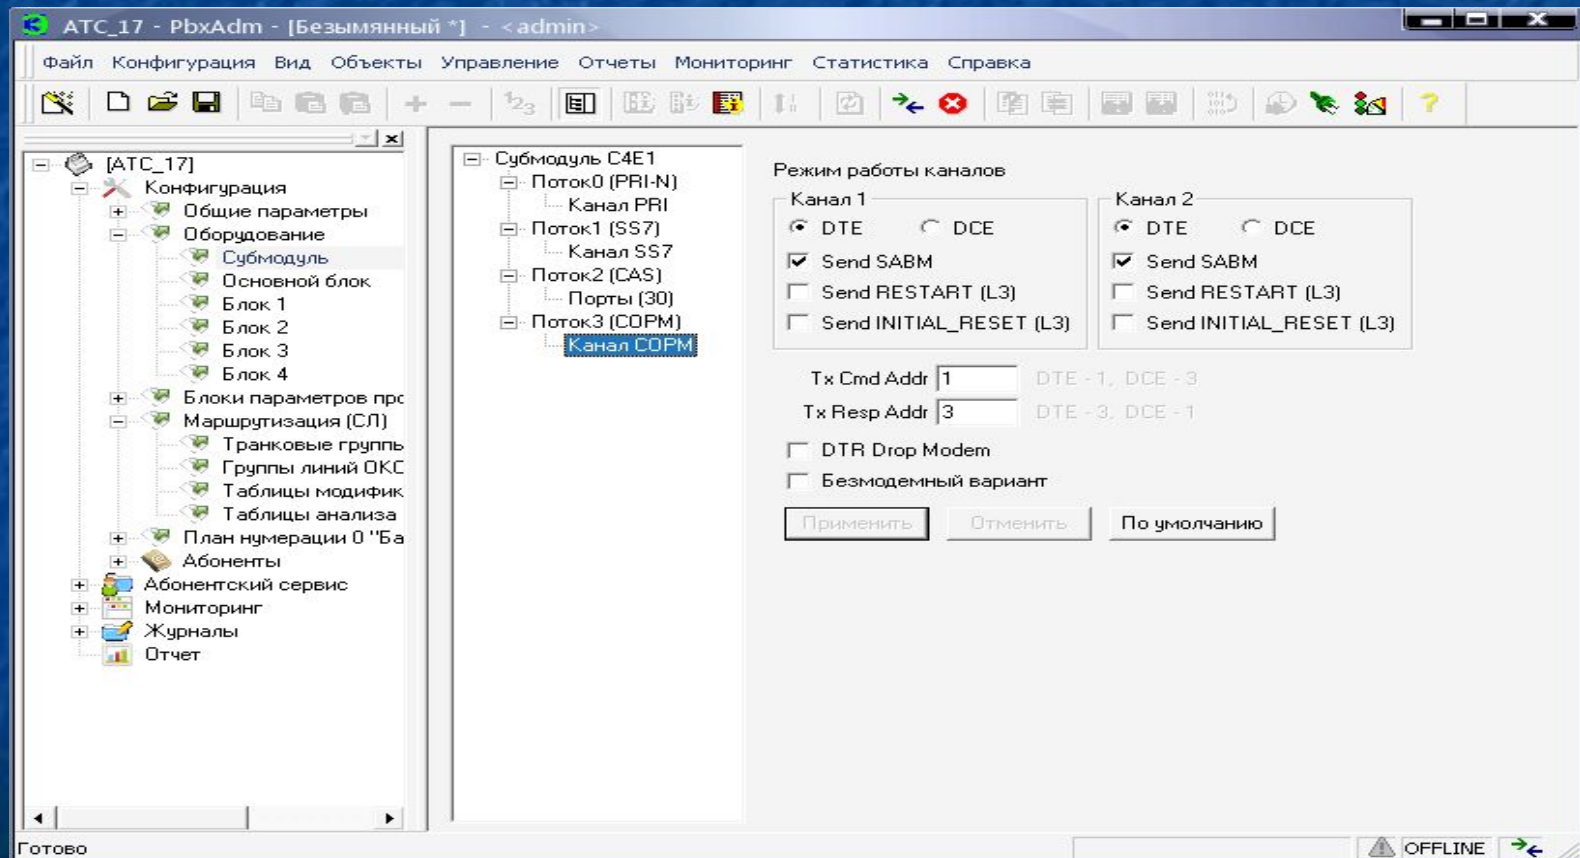 ATC_17 - PbxAdm - [Безымянный *] - <admin>
Файл Конфигурация Вид Объекты Управление Отчеты Мониторинг Статистика Справка
[ATC_17]
Конфигурация
Общие параметры
Оборудование
Субмодуль
Основной блок
Блок 1
Блок 2
Блок 3
Блок 4
Блоки параметров про
Маршрутизация (СЛ)
Транковые группы
Группы линий ОКС
Таблицы модифик
Таблицы анализа
План нумерации 0 "Ба
Абоненты
Абонентский сервис
Мониторинг
Журналы
Отчет
Субмодуль C4E1
Поток0 (PRI-N)
Канал PRI
Поток1 (SS7)
Канал SS7
Поток2 (CAS)
Порты (30)
Поток3 (СОРМ)
Канал СОРМ
Режим работы каналов
Канал 1
DTE DCE
Send SABM
Send RESTART (L3)
Send INITIAL_RESET (L3)
Канал 2
DTE DCE
Send SABM
Send RESTART (L3)
Send INITIAL_RESET (L3)
Tx Cmd Addr 1 DTE - 1, DCE - 3
Tx Resp Addr 3 DTE - 3, DCE - 1
DTR Drop Modem
Безмодемный вариант
Применить Отменить По умолчанию
Готово
OFFLINE